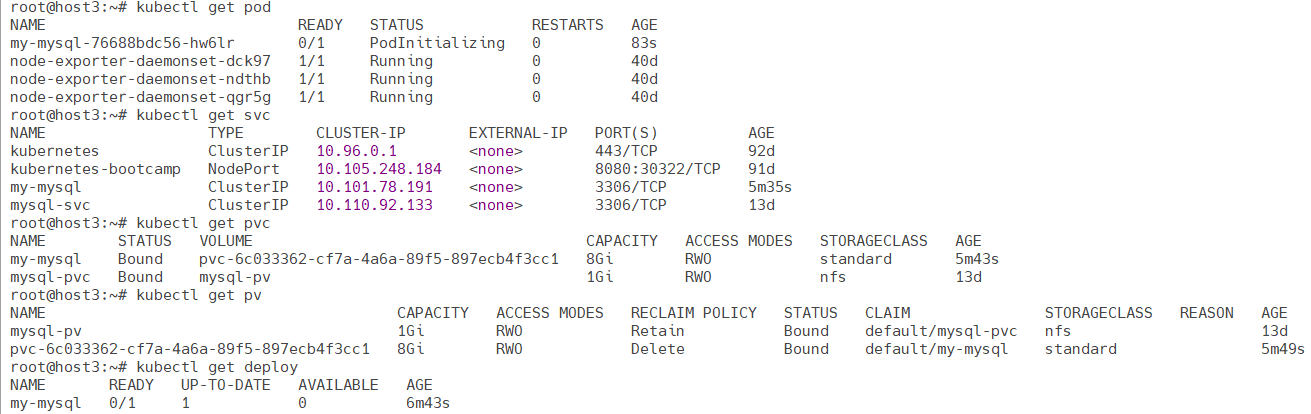 root@host3:~# kubectl get pod
NAME READY STATUS RESTARTS AGE
my-mysql-76688bdc56-hw6lr 0/1 PodInitializing 0 83s
node-exporter-daemonset-dck97 1/1 Running 0 40d
node-exporter-daemonset-ndthb 1/1 Running 0 40d
node-exporter-daemonset-qgr5g 1/1 Running 0 40d
root@host3:~# kubectl get svc
NAME TYPE CLUSTER-IP EXTERNAL-IP PORT(S) AGE
kubernetes ClusterIP 10.96.0.1 <none> 443/TCP 92d
kubernetes-bootcamp NodePort 10.105.248.184 <none> 8080:30322/TCP 91d
my-mysql ClusterIP 10.101.78.191 <none> 3306/TCP 5m35s
mysql-svc ClusterIP 10.110.92.133 <none> 3306/TCP 13d
root@host3:~# kubectl get pvc
NAME STATUS VOLUME CAPACITY ACCESS MODES STORAGECLASS AGE
my-mysql Bound pvc-6c033362-cf7a-4a6a-89f5-897ecb4f3cc1 8Gi RWO standard 5m43s
mysql-pvc Bound mysql-pv 1Gi RWO nfs 13d
root@host3:~# kubectl get pv
NAME CAPACITY ACCESS MODES RECLAIM POLICY STATUS CLAIM STORAGECLASS REASON AGE
mysql-pv 1Gi RWO Retain Bound default/mysql-pvc nfs 13d
pvc-6c033362-cf7a-4a6a-89f5-897ecb4f3cc1 8Gi RWO Delete Bound default/my-mysql standard 5m49s
root@host3:~# kubectl get deploy
NAME READY UP-TO-DATE AVAILABLE AGE
my-mysql 0/1 1 0 6m43s